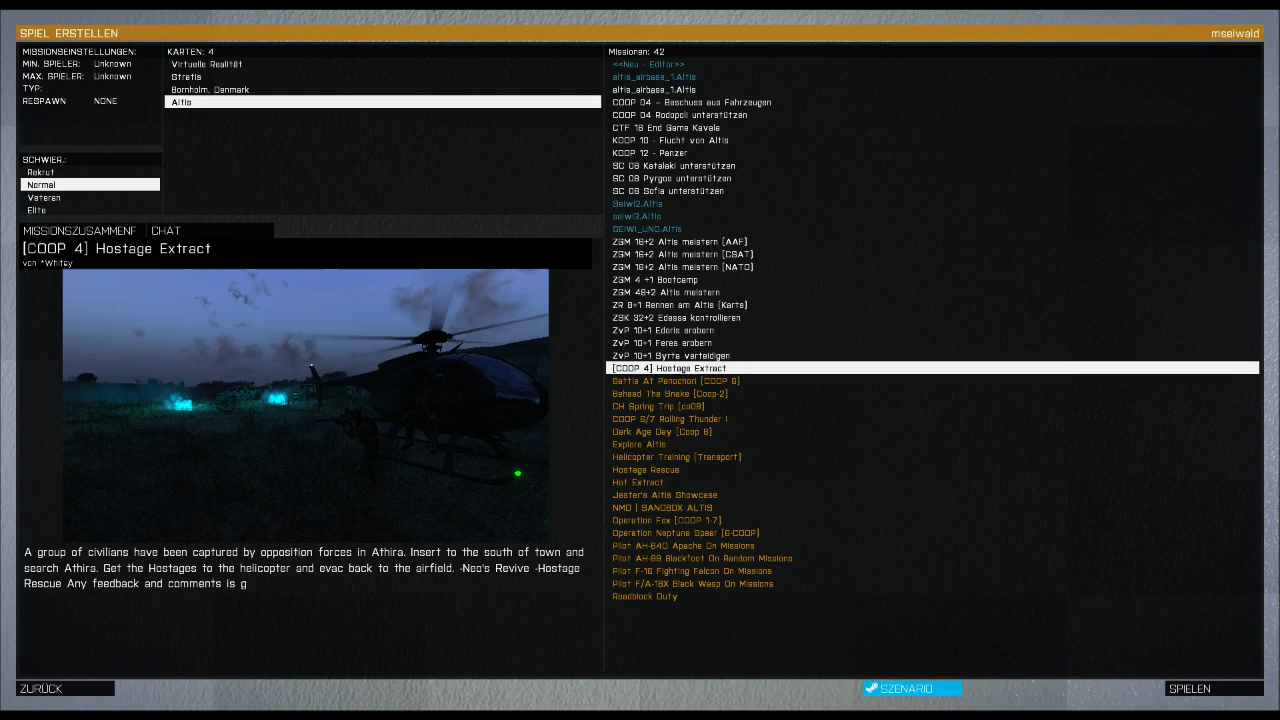 SPIEL ERSTELLEN
mseiwald
MISSIONSEINSTELLUNGEN:
MIN. SPIELER: Unknown
MAX. SPIELER: Unknown
TYP:
RESPAWN NONE
SCHWIER.:
Rekrut
Normal
Veteran
Elite
KARTEN: 4
Virtuelle Realität
Stratis
Bornholm, Denmark
Altis
MISSIONSZUSAMMENF
CHAT
[COOP 4] Hostage Extract
von *Whitey
A group of civilians have been captured by opposition forces in Athira. Insert to the south of town and
search Athira. Get the Hostages to the helicopter and evac back to the airfield. -Neo's Revive -Hostage
Rescue Any feedback and comments is g
Missionen: 42
<<Neu - Editor>>
altis_airbase_1.Altis
altis_airbase_1.Altis
COOP 04 – Beschuss aus Fahrzeugen
COOP 04 Rodopoli unterstützen
CTF 16 End Game Kavala
KOOP 10 - Flucht von Altis
KOOP 12 - Panzer
SC 08 Katalaki unterstützen
SC 08 Pyrgos unterstützen
SC 08 Sofia unterstützen
Seiwi2.Altis
seiwi3.Altis
SEIWI_UNO.Altis
ZGM 16+2 Altis meistern [AAF]
ZGM 16+2 Altis meistern [CSAT]
ZGM 16+2 Altis meistern [NATO]
ZGM 4 +1 Bootcamp
ZGM 48+2 Altis meistern
ZR 8+1 Rennen am Altis [Karts]
ZSK 32+2 Edessa kontrollieren
ZvP 10+1 Edoris erobern
ZvP 10+1 Feres erobern
ZvP 10+1 Syrta verteidigen
[COOP 4] Hostage Extract
Battle At Panochori [COOP 6]
Behead The Snake [Coop-2]
CH Spring Trip [co09]
COOP 6/7 Rolling Thunder I
Dark Age Day [Coop 6]
Explore Altis
Helicopter Training [Transport]
Hostage Rescue
Hot Extract
Jester's Altis Showcase
NMD | SANDBOX ALTIS
Operation Fox [COOP 1-7]
Operation Neptune Spear [6-COOP]
Pilot AH-64D Apache On Missions
Pilot AH-99 Blackfoot On Random Missions
Pilot F-16 Fighting Falcon On Missions
Pilot F/A-18X Black Wasp On Missions
Roadblock Duty
ZURÜCK
SZENARIO
SPIELEN